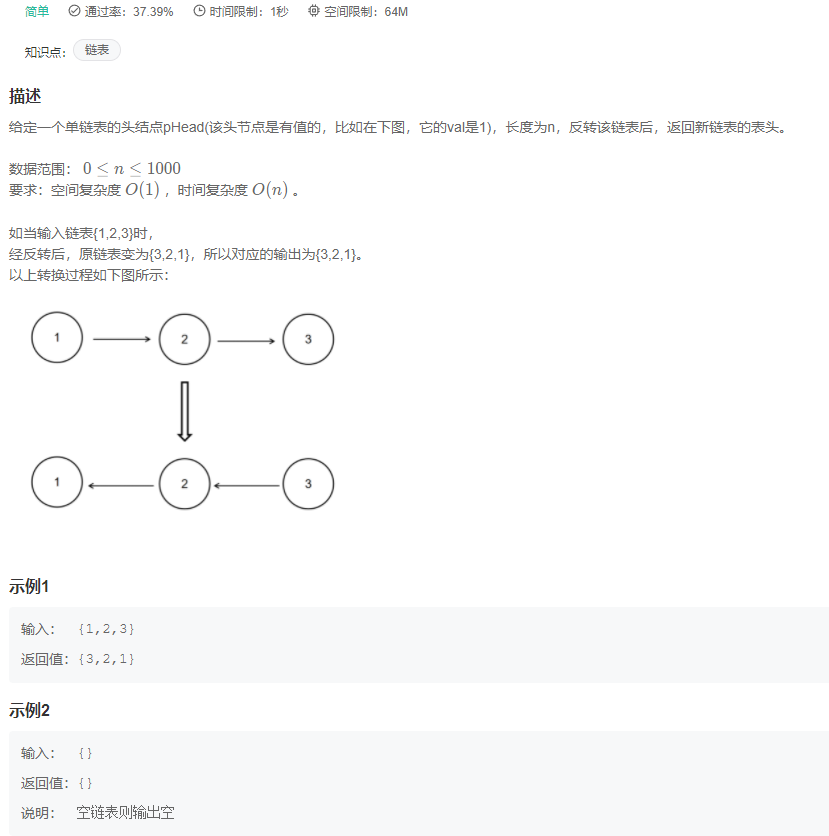 简单 通过率：37.39% 时间限制：1秒 空间限制：64M
知识点： 链表
描述
给定一个单链表的头结点pHead(该头节点是有值的，比如在下图，它的val是1)，长度为n，反转该链表后，返回新链表的表头。
数据范围： 0 ≤ n ≤ 1000
要求：空间复杂度 O(1) ，时间复杂度 O(n) 。
如当输入链表{1,2,3}时，
经反转后，原链表变为{3,2,1}，所以对应的输出为{3,2,1}。
以上转换过程如下图所示：
1 2 3
1 2 3
示例1
输入： {1,2,3}
返回值： {3,2,1}
示例2
输入： {}
返回值： {}
说明： 空链表则输出空